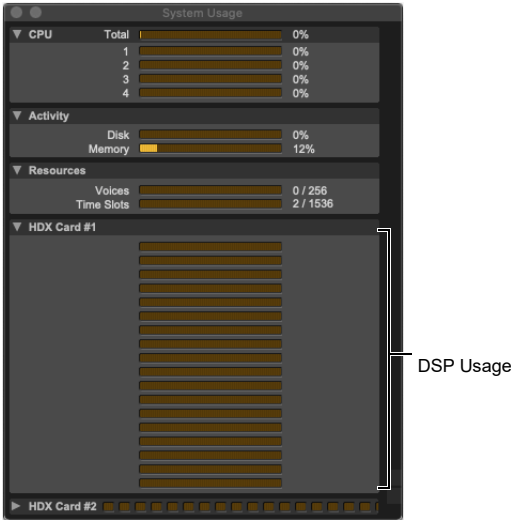 System Usage
CPU Total 0%
1 0%
2 0%
3 0%
4 0%
Activity
Disk 0%
Memory 12%
Resources
Voices 0 / 256
Time Slots 2 / 1536
HDX Card #1
DSP Usage
HDX Card #2